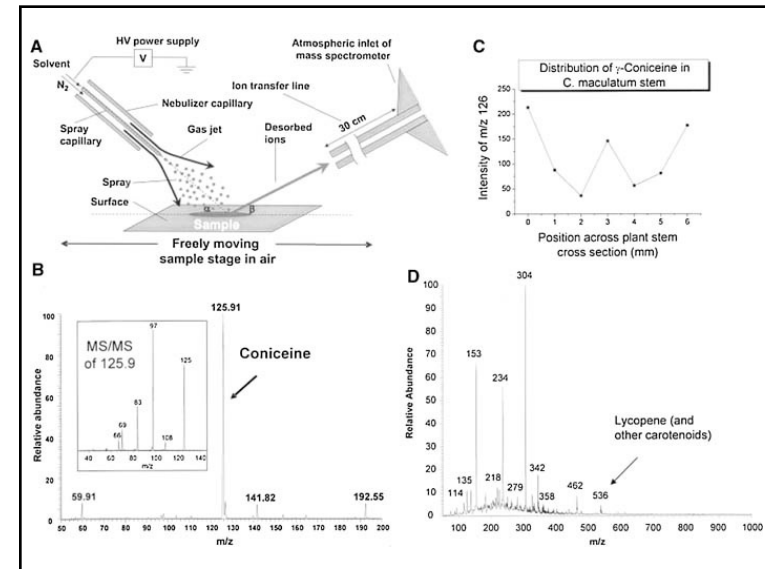 A
HV power supply
V
Solvent
N₂
Nebulizer capillary
Spray
capillary
Gas jet
Spray
Surface
α
β
Sample
Freely moving
sample stage in air
Desorbed
ions
Ion transfer line
30 cm
Atmospheric inlet of
mass spectrometer
C
Distribution of γ-Coniceine in
C. maculatum stem
Intensity of m/z 126
250
200
150
100
50
0
0 1 2 3 4 5 6
Position across plant stem
cross section (mm)
B
Relative abundance
100
80
60
40
20
0
125.91
Coniceine
59.91
141.82
192.55
MS/MS
of 125.9
97
125
83
69
66
108
40 60 80 100 120 140
m/z
50 60 70 80 90 100 110 120 130 140 150 160 170 180 190 200
m/z
D
Relative abundance
100
90
80
70
60
50
40
30
20
10
0
304
153
234
135
114
218
279
342
358
462
536
Lycopene (and
other carotenoids)
100 200 300 400 500 600 700 800 900 1000
m/z